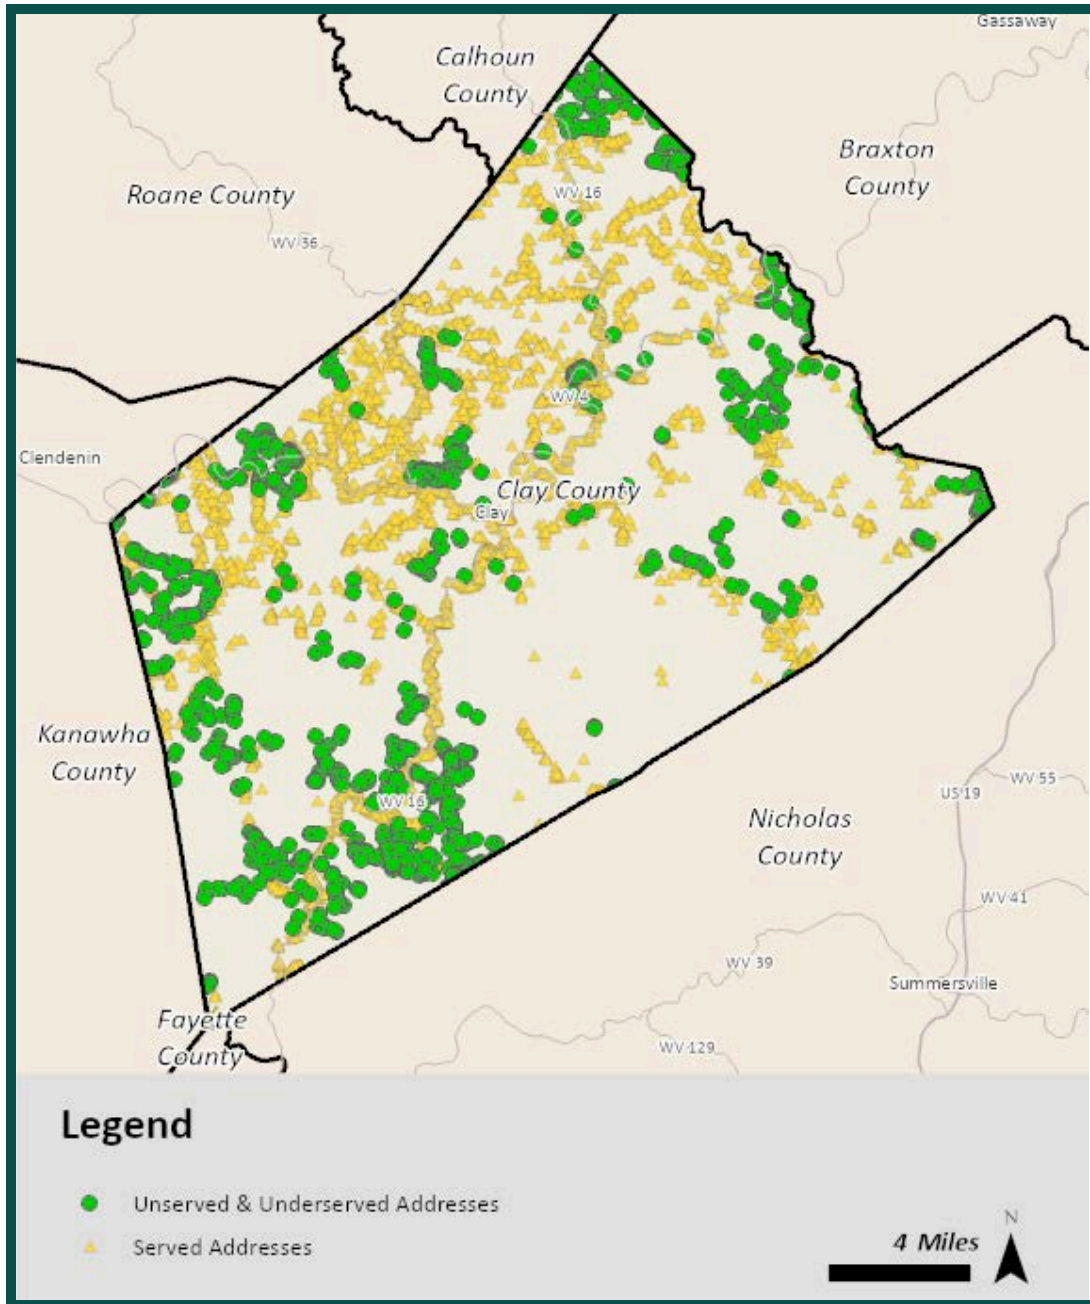 Gassaway
Calhoun
County
Braxton
County
Roane County
WV 16
WV 36
WV 4
Clendenin
Clay County
Clay
Kanawha
County
WV 55
US 19
WV 16
Nicholas
County
WV 41
WV 39
Summersville
Fayette
County
WV 129
Legend
Unserved & Underserved Addresses
Served Addresses
N
4 Miles